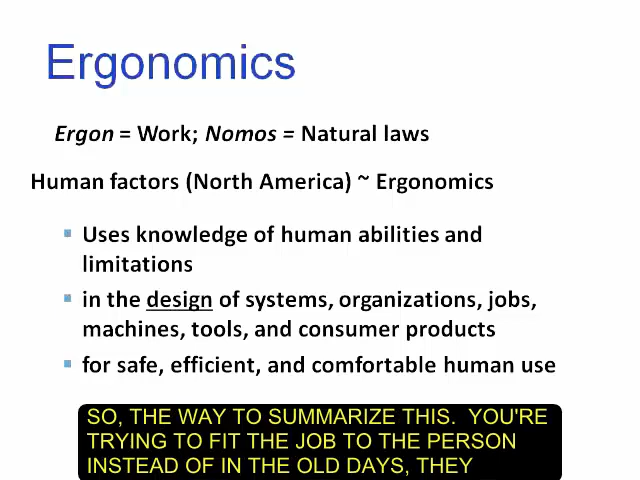 Ergonomics
Ergon = Work; Nomos = Natural laws
Human factors (North America) ~ Ergonomics
▪ Uses knowledge of human abilities and
limitations
▪ in the design of systems, organizations, jobs,
machines, tools, and consumer products
▪ for safe, efficient, and comfortable human use
SO, THE WAY TO SUMMARIZE THIS.  YOU'RE
TRYING TO FIT THE JOB TO THE PERSON
INSTEAD OF IN THE OLD DAYS, THEY